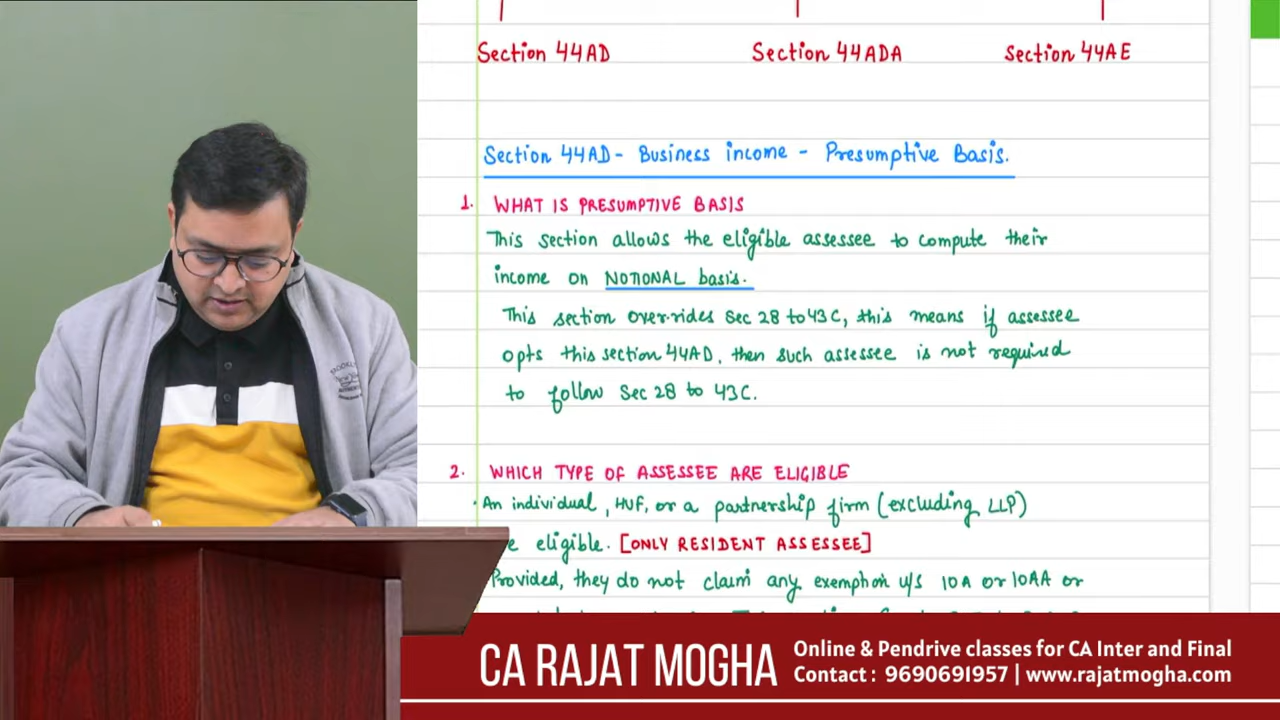 Section 44AD Section 44ADA Section 44AE
Section 44AD - Business income - Presumptive Basis.
1. WHAT IS PRESUMPTIVE BASIS
This section allows the eligible assessee to compute their
income on NOTIONAL basis.
This section overrides Sec 28 to 43C, this means if assessee
opts this section 44AD, then such assessee is not required
to follow Sec 28 to 43C.
2. WHICH TYPE OF ASSESSEE ARE ELIGIBLE
An individual, HUF, or a partnership firm (excluding LLP)
eligible. [ONLY RESIDENT ASSESSEE]
Provided, they do not claim any exemption u/s 10A or 10AA or
CA RAJAT MOGHA
Online & Pendrive classes for CA Inter and Final
Contact : 9690691957 | www.rajatmogha.com